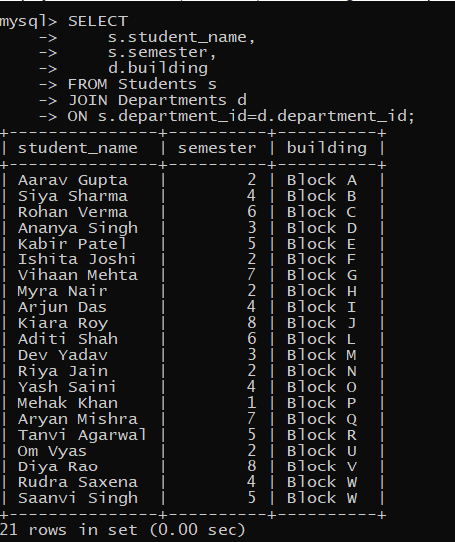 mysql> SELECT
    ->     s.student_name,
    ->     s.semester,
    ->     d.building
    -> FROM Students s
    -> JOIN Departments d
    -> ON s.department_id=d.department_id;
+---------------+----------+----------+
| student_name  | semester | building |
+---------------+----------+----------+
| Aarav Gupta   |        2 | Block A  |
| Siya Sharma   |        4 | Block B  |
| Rohan Verma   |        6 | Block C  |
| Ananya Singh  |        3 | Block D  |
| Kabir Patel   |        5 | Block E  |
| Ishita Joshi  |        2 | Block F  |
| Vihaan Mehta  |        7 | Block G  |
| Myra Nair     |        2 | Block H  |
| Arjun Das     |        4 | Block I  |
| Kiara Roy     |        8 | Block J  |
| Aditi Shah    |        6 | Block L  |
| Dev Yadav     |        3 | Block M  |
| Riya Jain     |        2 | Block N  |
| Yash Saini    |        4 | Block O  |
| Mehak Khan    |        1 | Block P  |
| Aryan Mishra  |        7 | Block Q  |
| Tanvi Agarwal |        5 | Block R  |
| Om Vyas       |        2 | Block U  |
| Diya Rao      |        8 | Block V  |
| Rudra Saxena  |        4 | Block W  |
| Saanvi Singh  |        5 | Block W  |
+---------------+----------+----------+
21 rows in set (0.00 sec)